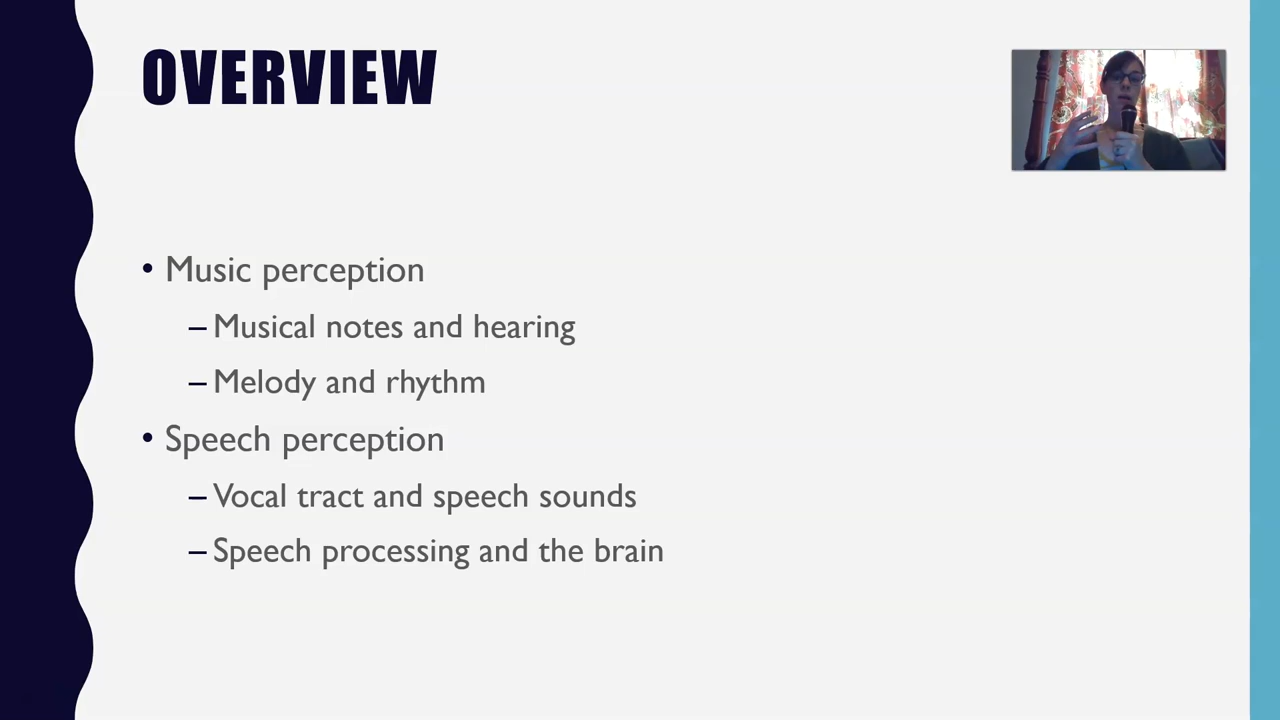 OVERVIEW
• Music perception
– Musical notes and hearing
– Melody and rhythm
• Speech perception
– Vocal tract and speech sounds
– Speech processing and the brain